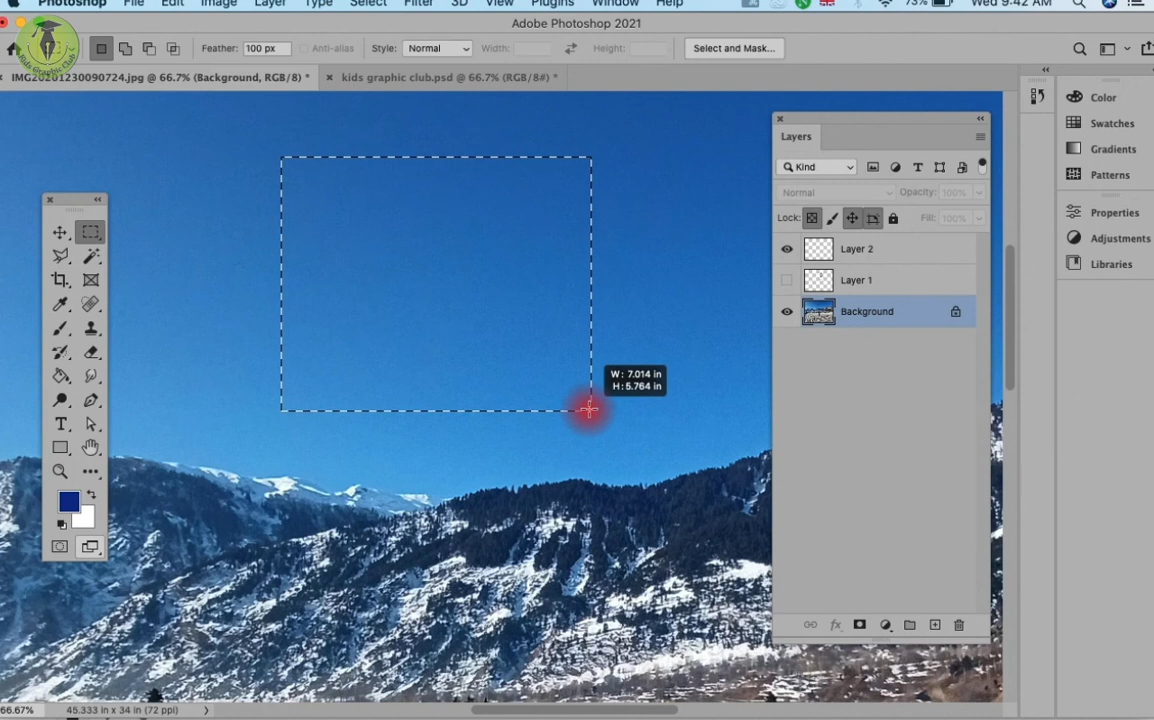 Photoshop File Edit Image Layer Type Select Filter 3D View Plugins Window Help 73% Wed 9:42 AM
Adobe Photoshop 2021
Kids Graphic Club
Feather: 100 px Anti-alias Style: Normal Width: Height: Select and Mask...
IMG20201230090724.jpg @ 66.7% (Background, RGB/8) * kids graphic club.psd @ 66.7% (RGB/8#) *
Layers
Kind
Normal Opacity: 100%
Lock: Fill: 100%
Layer 2
Layer 1
Background
Color
Swatches
Gradients
Patterns
Properties
Adjustments
Libraries
W: 7.014 in
H: 5.764 in
66.67% 45.333 in x 34 in (72 ppi)